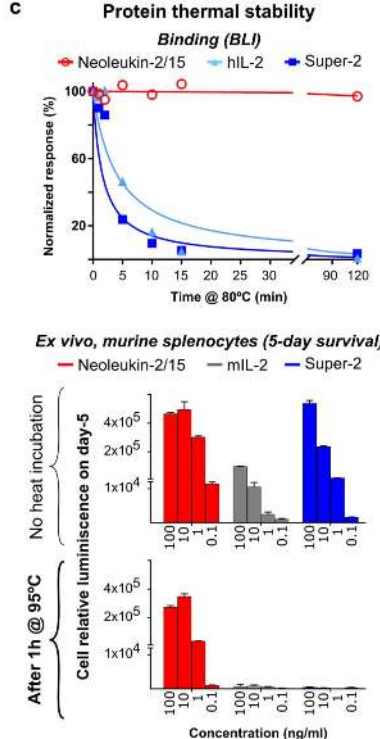 c
Protein thermal stability
Binding (BLI)
Neoleukin-2/15 hIL-2 Super-2
Normalized response (%)
100
60
20
0 5 10 15 20 25 30 90 120
Time @ 80ºC (min)
Ex vivo, murine splenocytes (5-day survival)
Neoleukin-2/15 mIL-2 Super-2
No heat incubation
After 1h @ 95ºC
Cell relative luminiscence on day-5
4x10⁵
2x10⁵
1x10⁴
100 10 1 0.1 100 10 1 0.1 100 10 1 0.1
4x10⁵
2x10⁵
1x10⁴
100 10 1 0.1 100 10 1 0.1 100 10 1 0.1
Concentration (ng/ml)